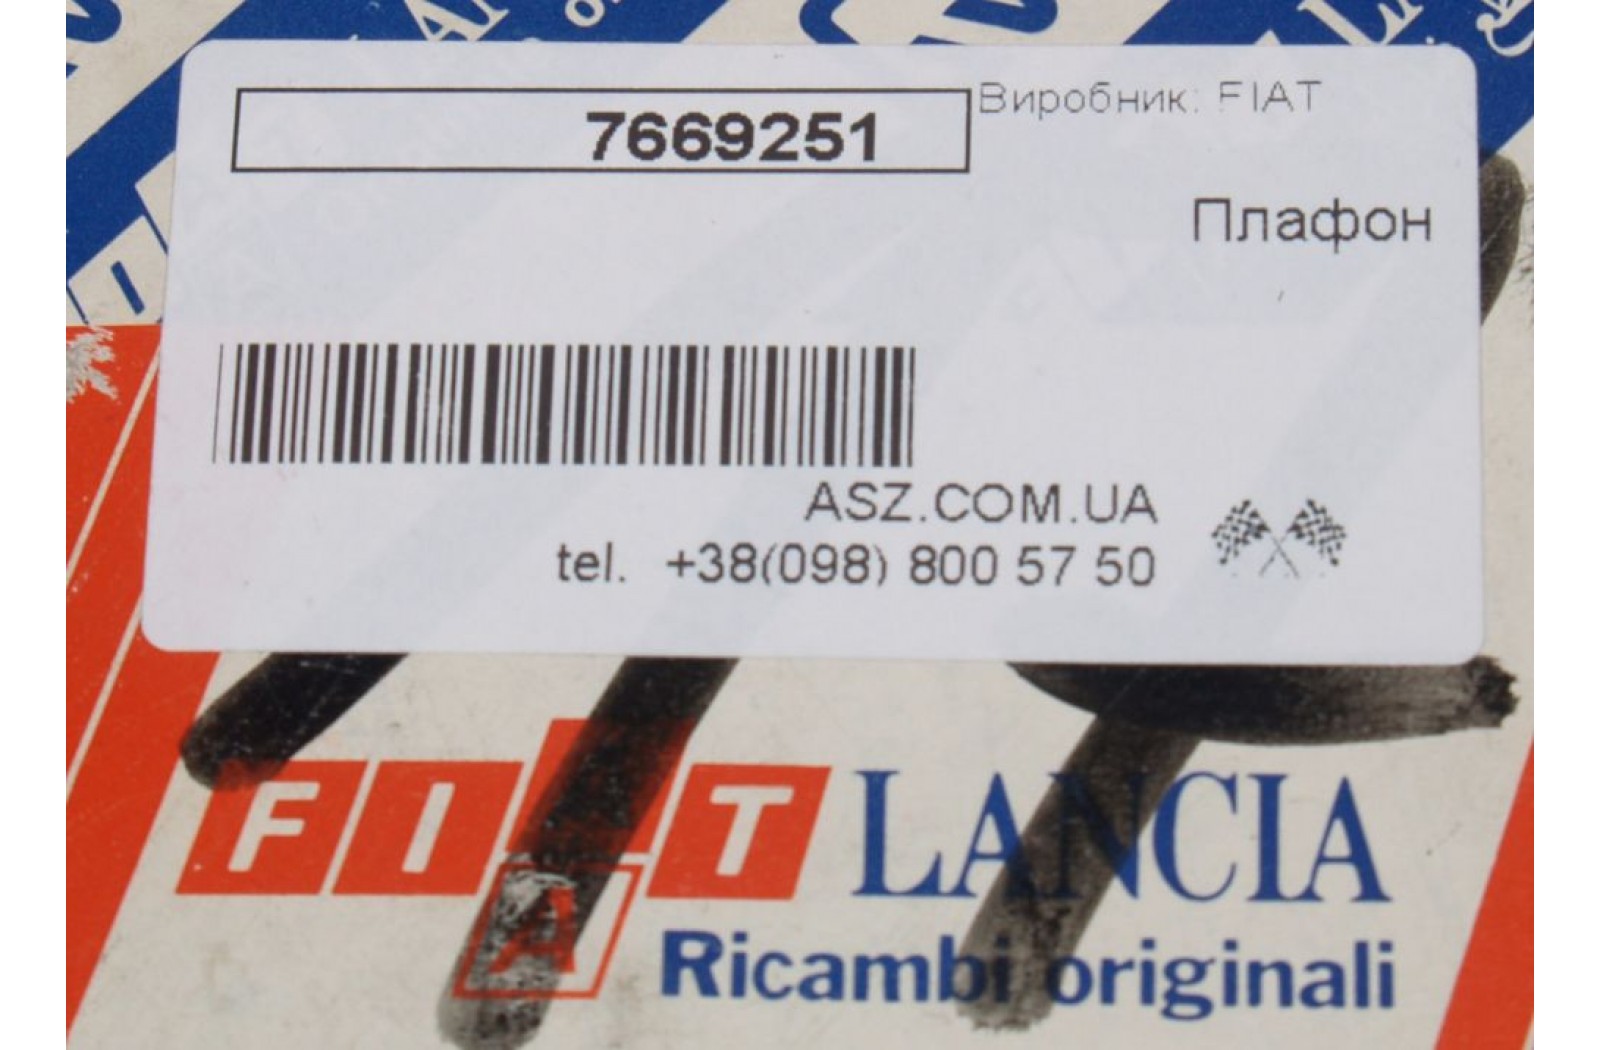 7669251
Виробник: FIAT
Плафон
ASZ.COM.UA
tel. +38(098) 800 57 50
FIAT LANCIA
A
Ricambi originali